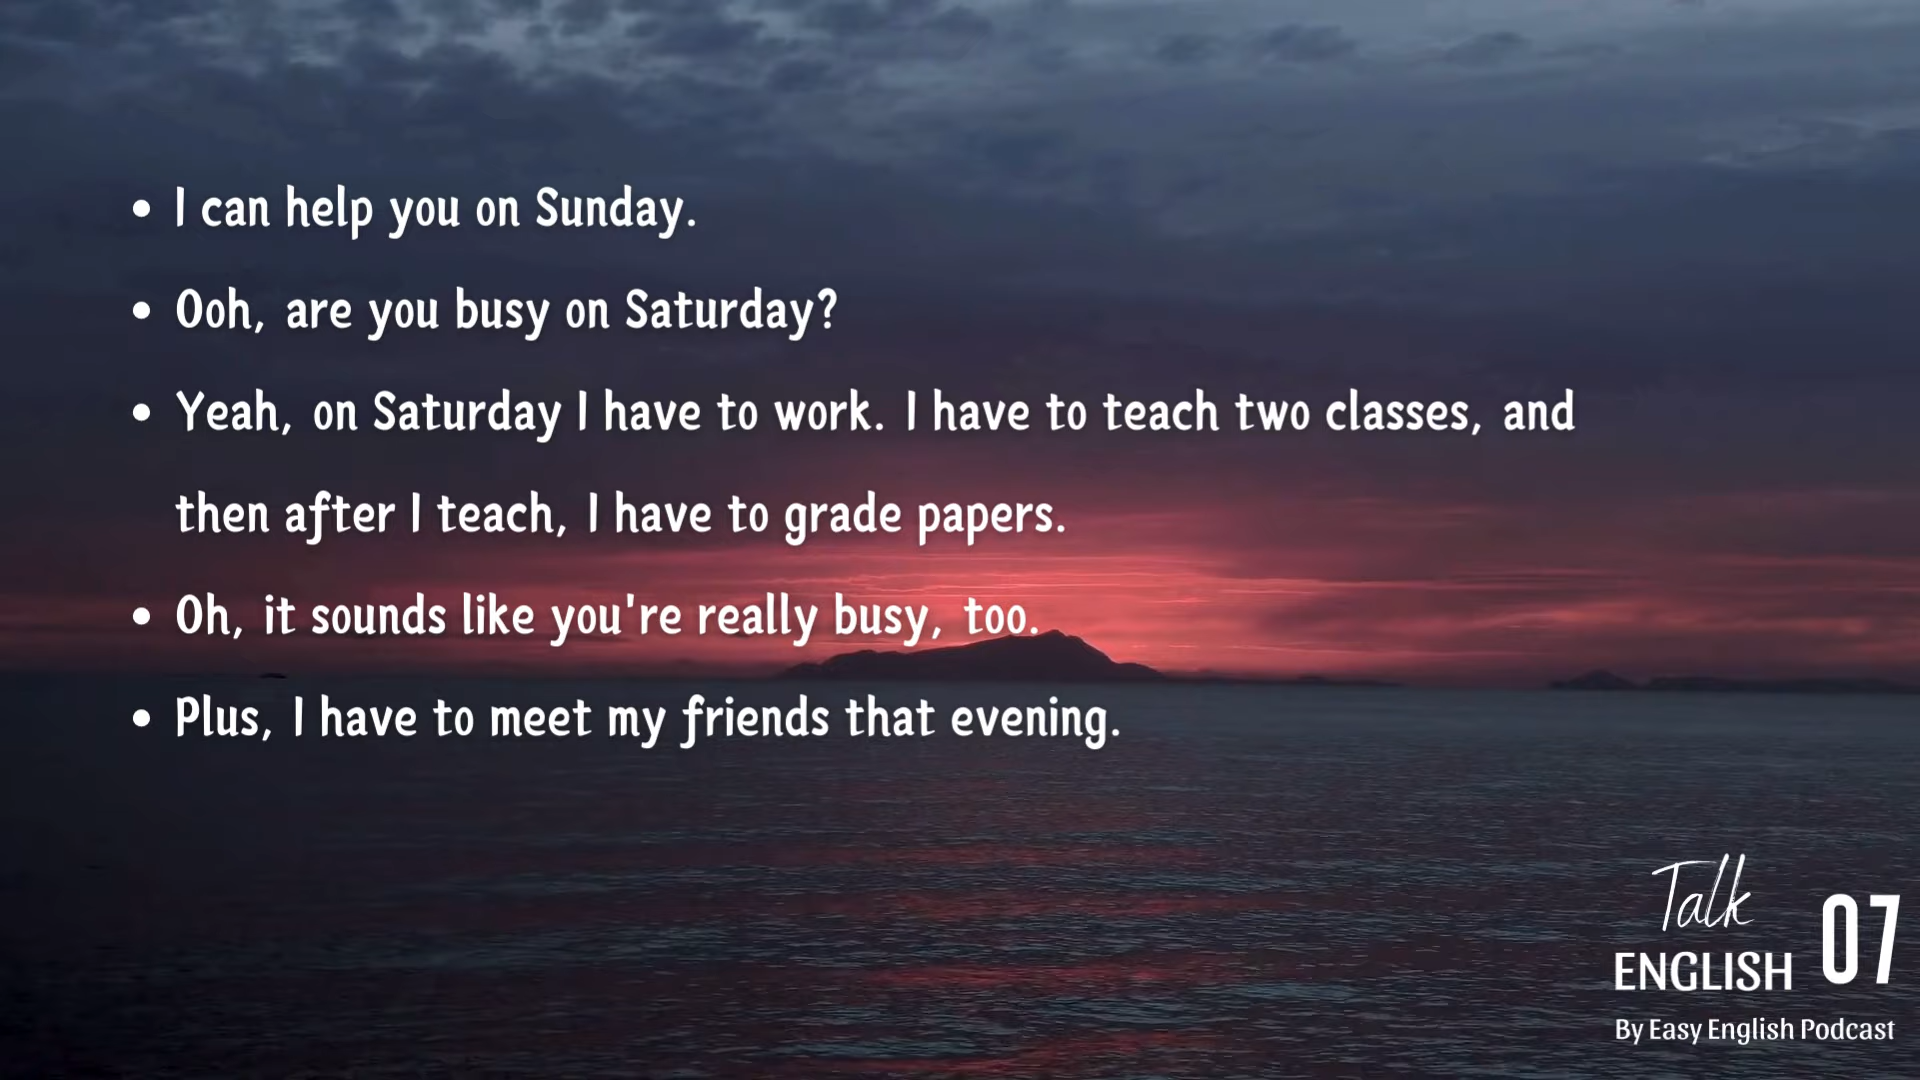 • I can help you on Sunday.
• Ooh, are you busy on Saturday?
• Yeah, on Saturday I have to work. I have to teach two classes, and
then after I teach, I have to grade papers.
• Oh, it sounds like you're really busy, too.
• Plus, I have to meet my friends that evening.
Talk
ENGLISH 07
By Easy English Podcast